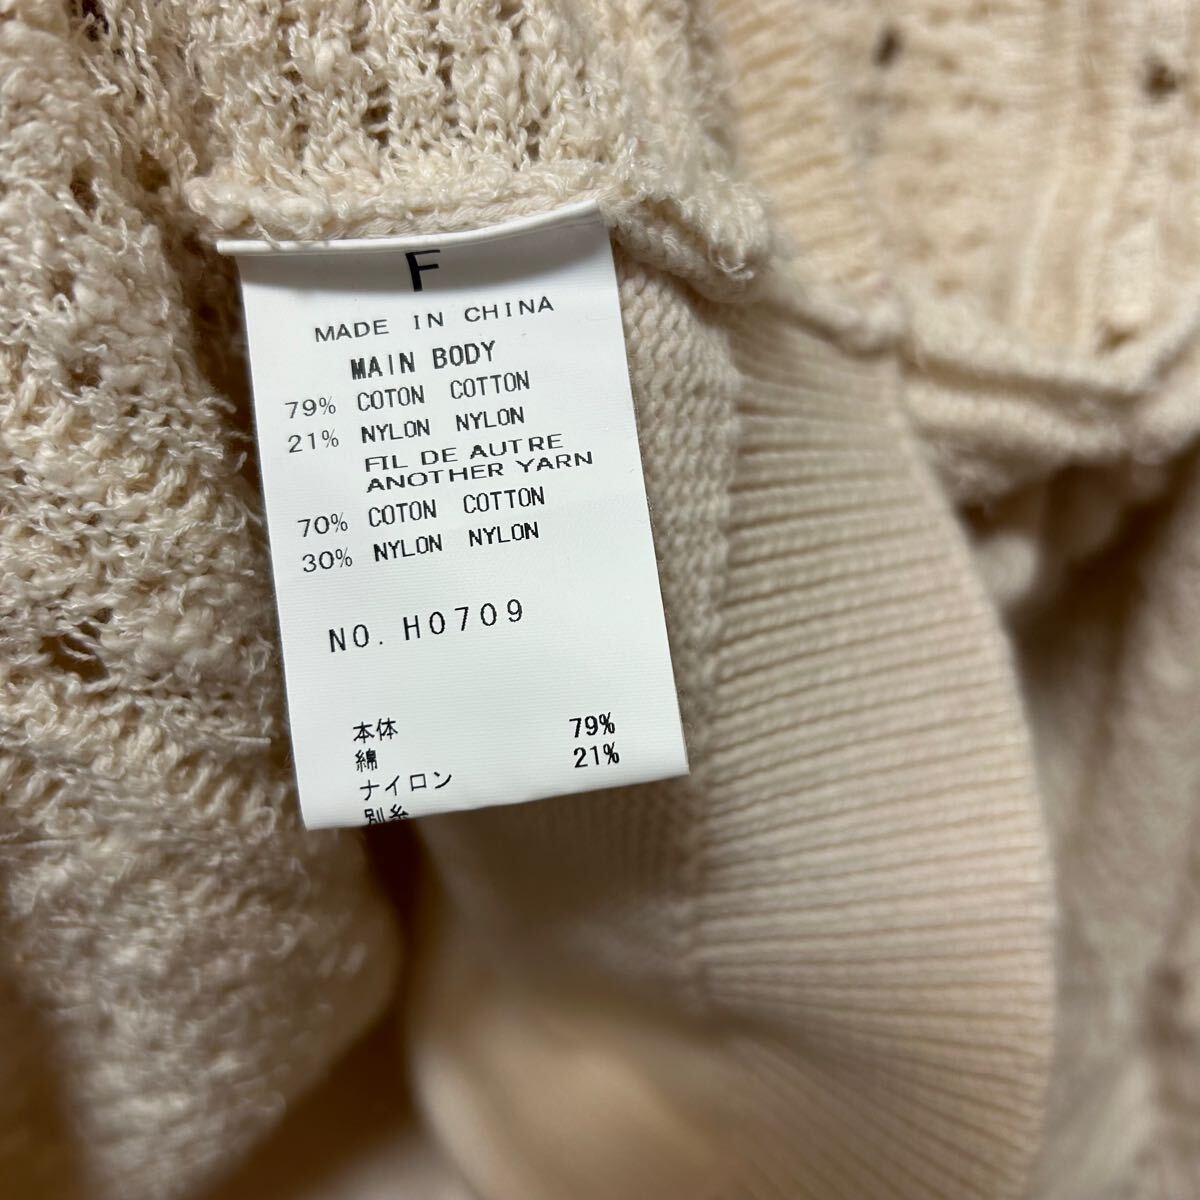 F
MADE IN CHINA
MAIN BODY
79% COTON COTTON
21% NYLON NYLON
FIL DE AUTRE
ANOTHER YARN
70% COTON COTTON
30% NYLON NYLON
NO. H0709
本体
綿 79%
ナイロン 21%
別糸